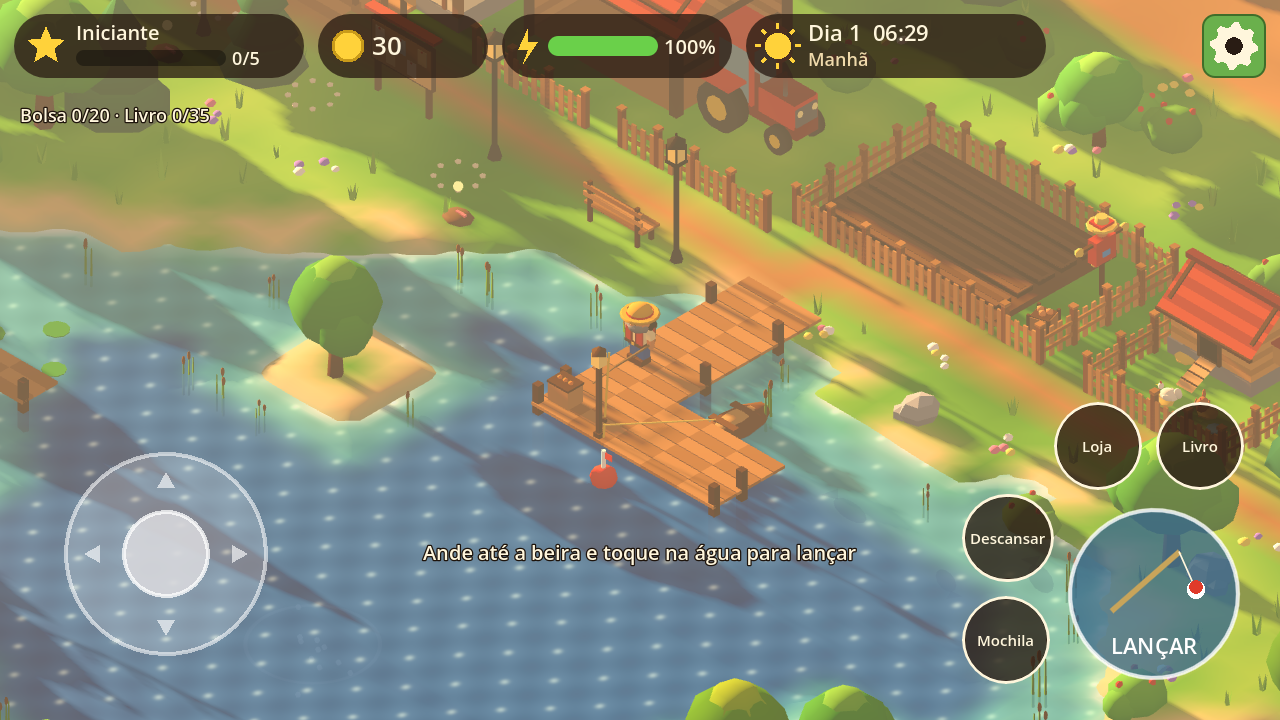 Iniciante
0/5
30
100%
Dia 1 06:29
Manhã
Bolsa 0/20 · Livro 0/35
Loja
Livro
Descansar
Ande até a beira e toque na água para lançar
Mochila
LANÇAR